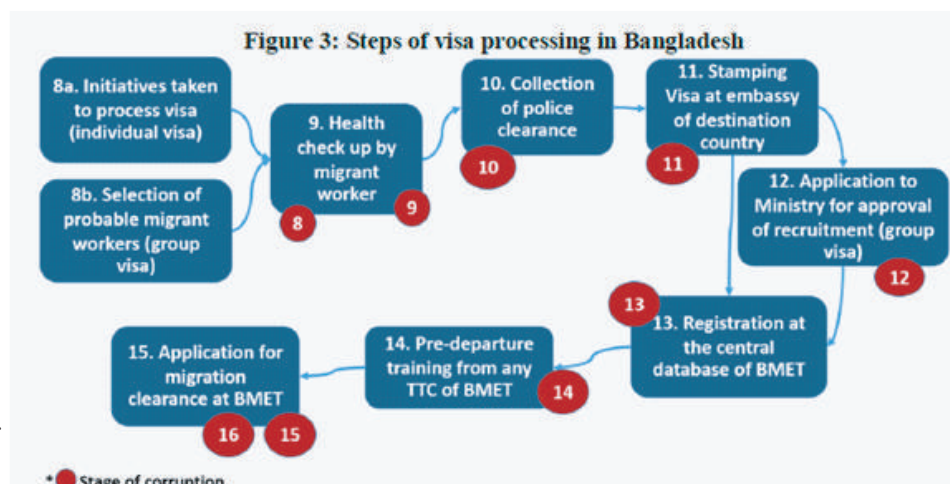 Figure 3: Steps of visa processing in Bangladesh
8a. Initiatives taken
to process visa
(individual visa)
8b. Selection of
probable migrant
workers (group
visa)
9. Health
check up by
migrant
worker
8
9
10. Collection
of police
clearance
10
11. Stamping
Visa at embassy
of destination
country
11
12. Application to
Ministry for approval
of recruitment (group
visa)
12
13
13. Registration at
the central
database of BMET
14. Pre-departure
training from any
TTC of BMET
14
15. Application for
migration
clearance at BMET
16
15
* Stage of corruption